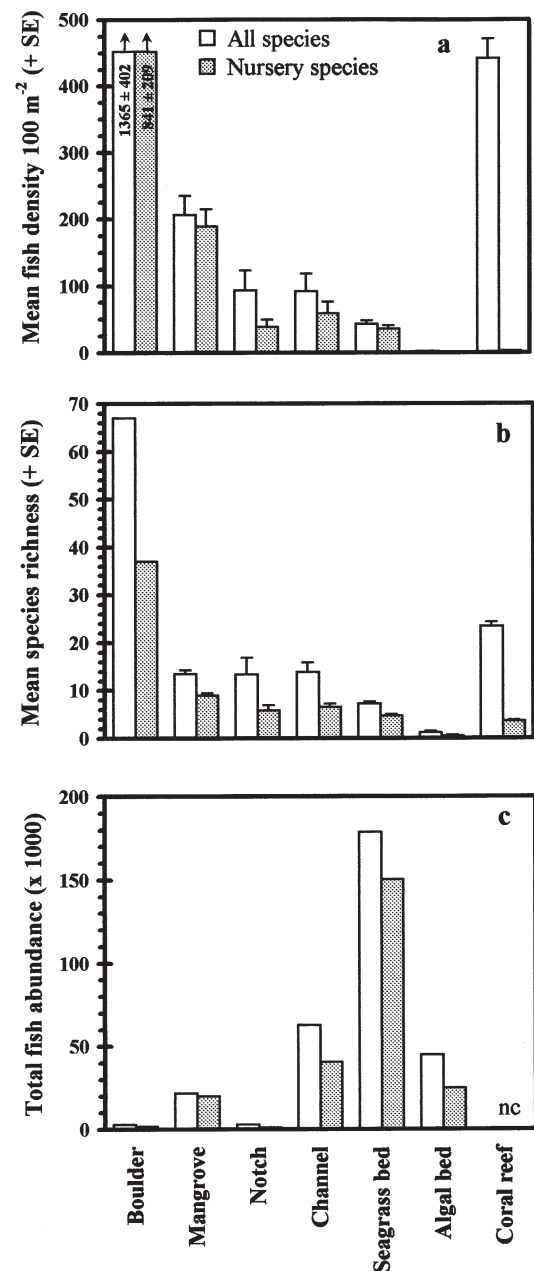 Mean fish density 100 m⁻² (+ SE)
500
400
300
200
100
0
1365 ± 402
841 ± 209
All species
Nursery species
a
Mean species richness (+ SE)
70
60
50
40
30
20
10
0
b
Total fish abundance (x 1000)
200
150
100
50
0
c
nc
Boulder
Mangrove
Notch
Channel
Seagrass bed
Algal bed
Coral reef